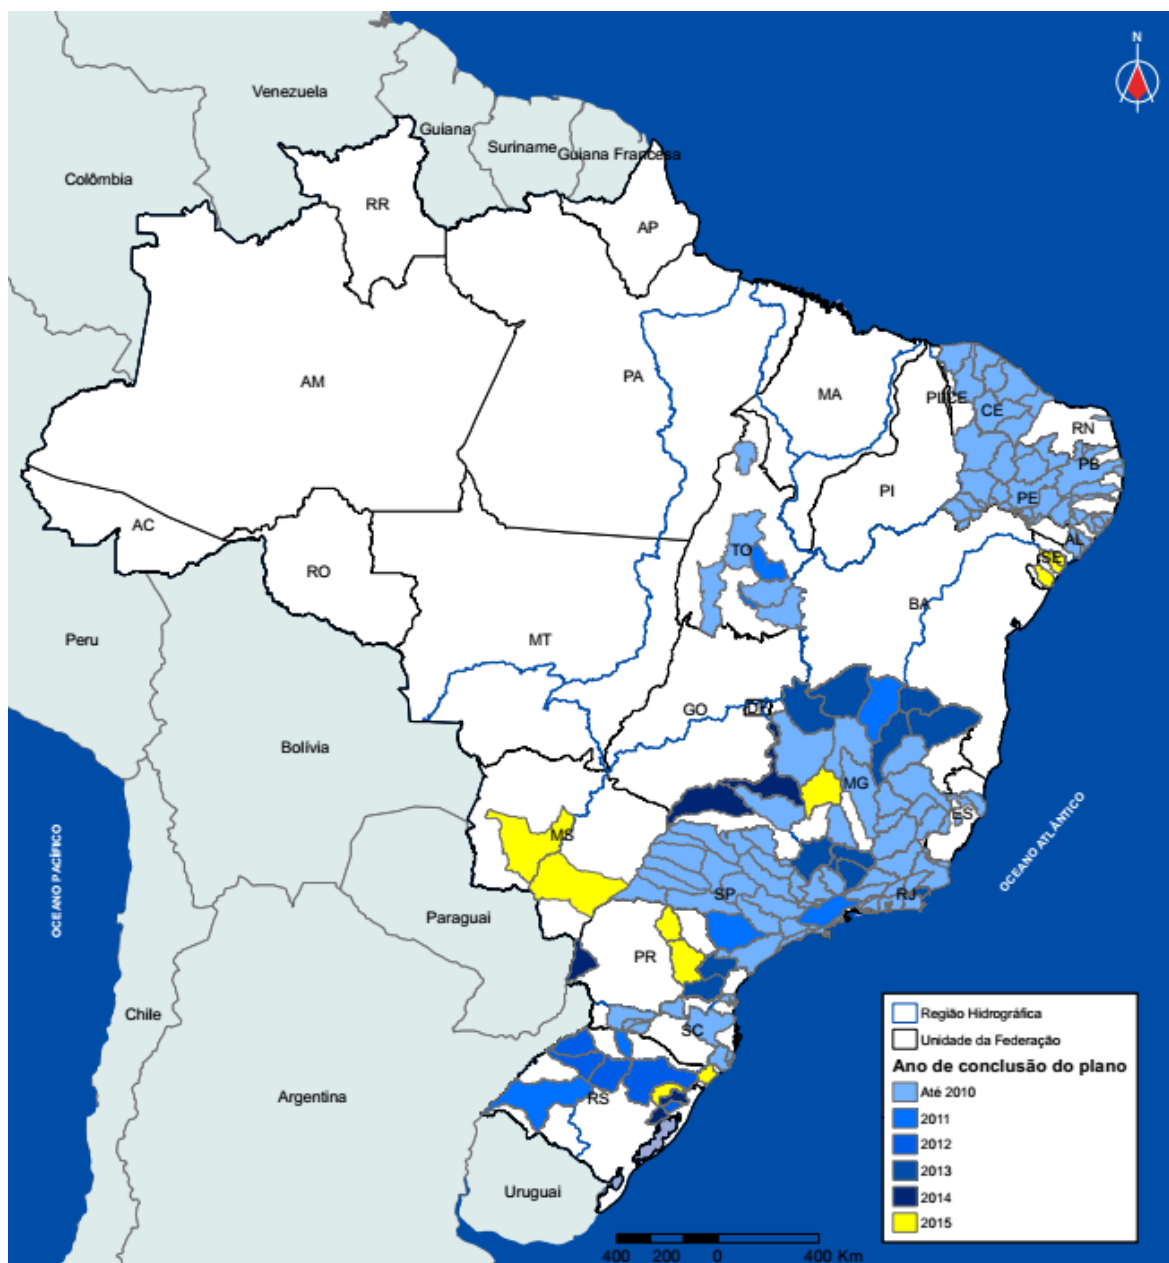 N
Venezuela
Guiana
Suriname
Guiana Francesa
Colômbia
RR
AP
AM
PA
MA
PI/CE
CE
RN
PB
PI
PE
AC
TO
AL
RO
SE
BA
Peru
MT
GO
DF
Bolívia
MG
MS
ES
OCEANO PACÍFICO
OCEANO ATLÂNTICO
SP
RJ
Paraguai
PR
Chile
SC
Argentina
RS
Uruguai
Região Hidrográfica
Unidade da Federação
Ano de conclusão do plano
Até 2010
2011
2012
2013
2014
2015
400 200 0 400 Km